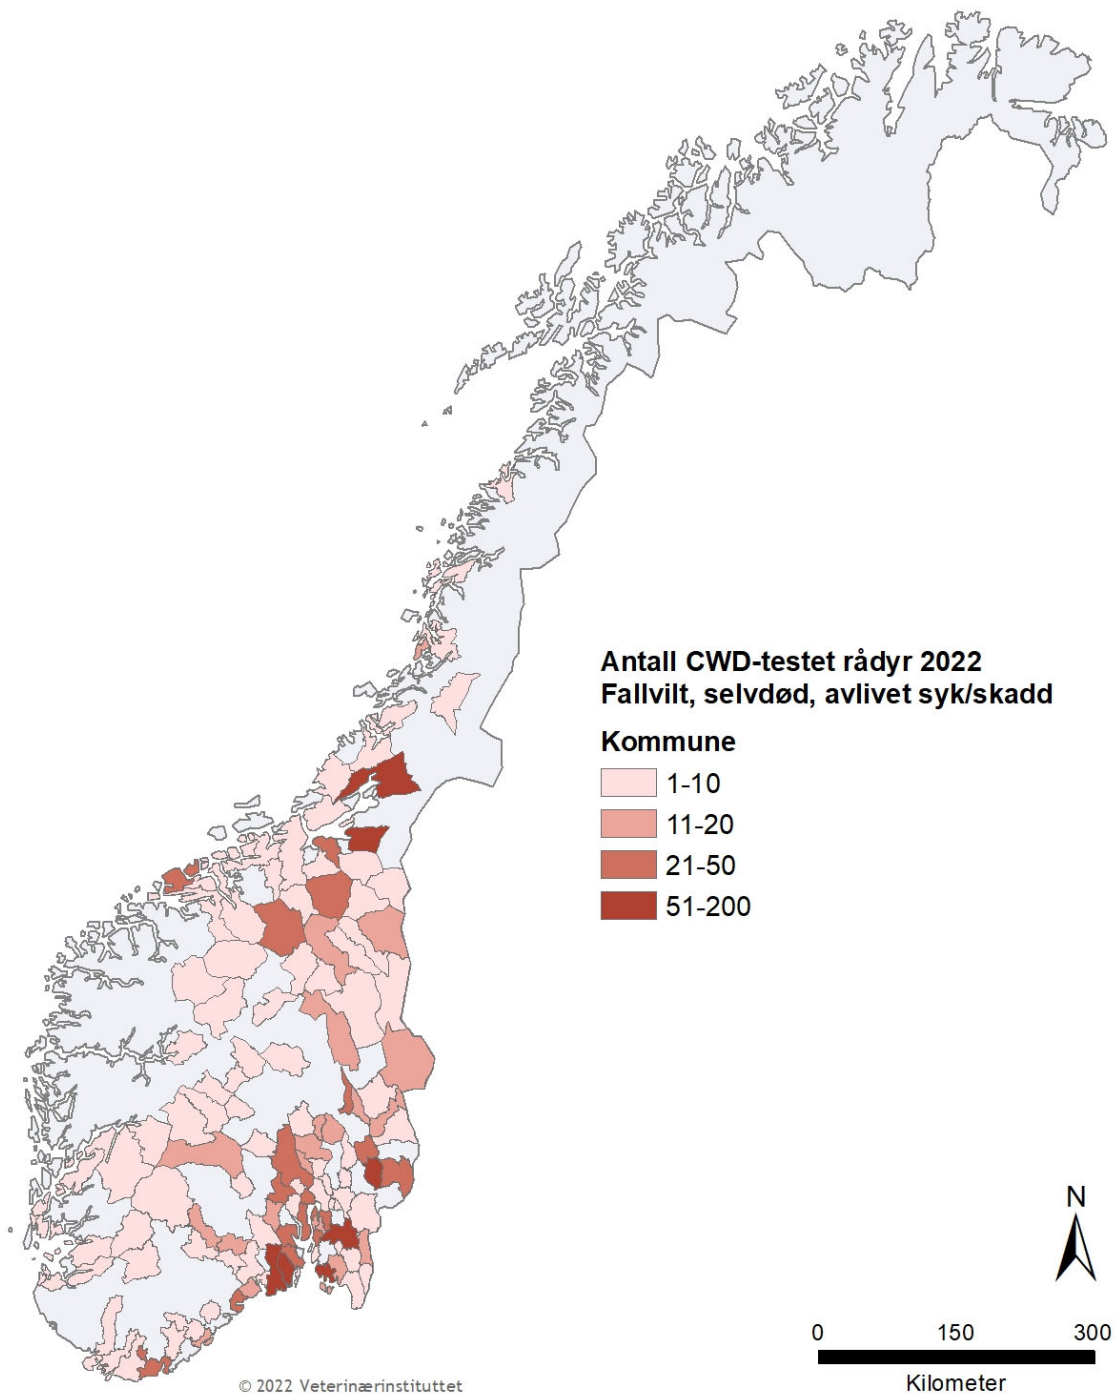 Antall CWD-testet rådyr 2022
Fallvilt, selvdød, avlivet syk/skadd
Kommune
1-10
11-20
21-50
51-200
N
0 150 300
Kilometer
© 2022 Veterinærinstituttet